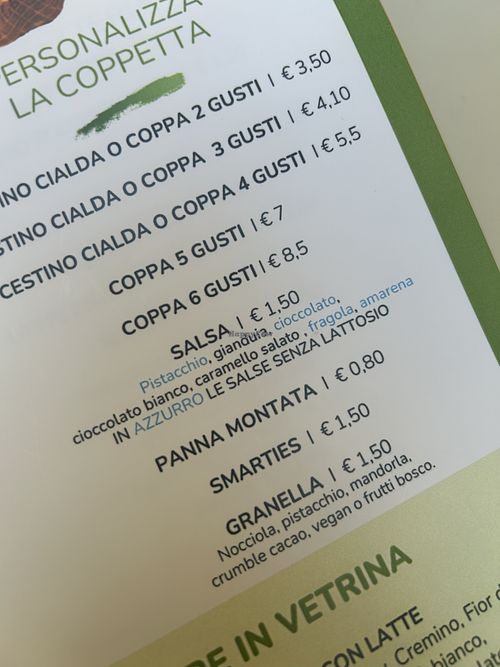 PERSONALIZZA
LA COPPETTA
INO CIALDA O COPPA 2 GUSTI | € 3,50
STINO CIALDA O COPPA 3 GUSTI | € 4,10
CESTINO CIALDA O COPPA 4 GUSTI | € 5,5
COPPA 5 GUSTI | € 7
COPPA 6 GUSTI | € 8,5
SALSA | € 1,50
Pistacchio, gianduia, cioccolato,
cioccolato bianco, caramello salato , fragola, amarena
IN AZZURRO LE SALSE SENZA LATTOSIO
PANNA MONTATA | € 0,80
SMARTIES | € 1,50
GRANELLA | € 1,50
Nocciola, pistacchio, mandorla,
crumble cacao, vegan o frutti bosco.
RE IN VETRINA
CON LATTE
Cremino, Fior d
bianco,